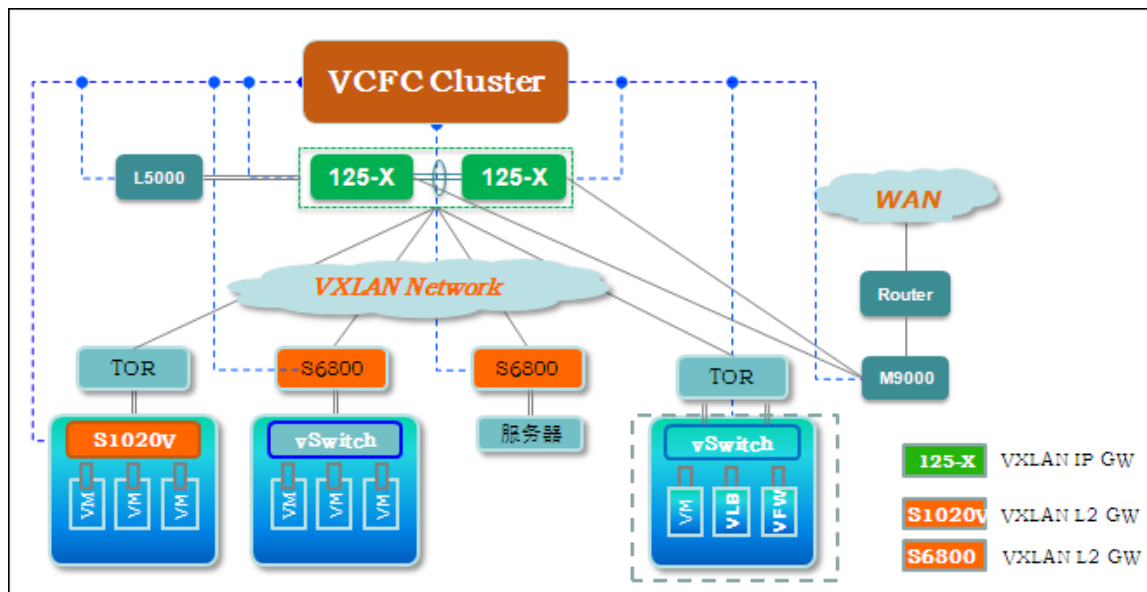 VCFC Cluster
L5000
125-X
125-X
WAN
VXLAN Network
Router
TOR
S6800
S6800
TOR
M9000
S1020V
vSwitch
服务器
vSwitch
VM
VM
VM
VM
VM
VM
VM
VLB
VFW
125-X
VXLAN IP GW
S1020V
VXLAN L2 GW
S6800
VXLAN L2 GW